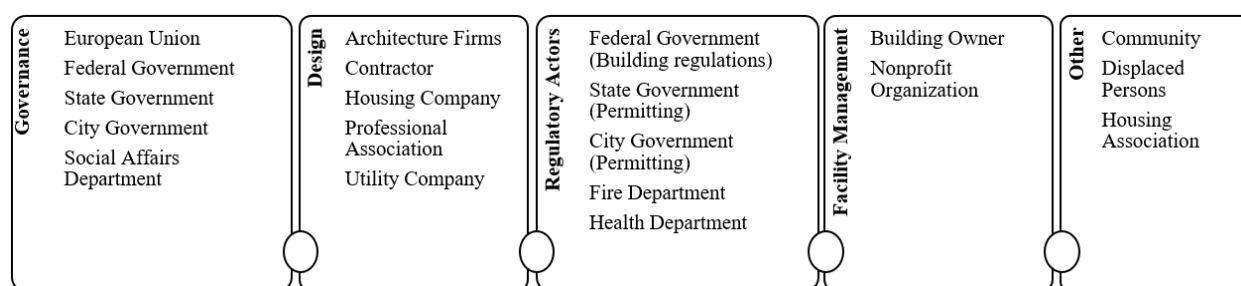 Governance
European Union
Federal Government
State Government
City Government
Social Affairs
Department
Design
Architecture Firms
Contractor
Housing Company
Professional
Association
Utility Company
Regulatory Actors
Federal Government
(Building regulations)
State Government
(Permitting)
City Government
(Permitting)
Fire Department
Health Department
Facility Management
Building Owner
Nonprofit
Organization
Other
Community
Displaced
Persons
Housing
Association